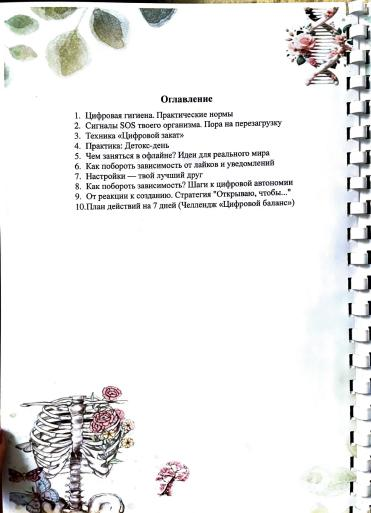 Оглавление
1. Цифровая гигиена. Практические нормы
2. Сигналы SOS твоего организма. Пора на перезагрузку
3. Техника «Цифровой закат»
4. Практика: Детокс-день
5. Чем заняться в офлайне? Идеи для реального мира
6. Как побороть зависимость от лайков и уведомлений
7. Настройки — твой лучший друг
8. Как побороть зависимость? Шаги к цифровой автономии
9. От реакции к созданию. Стратегия "Открываю, чтобы..."
10.План действий на 7 дней (Челлендж «Цифровой баланс»)